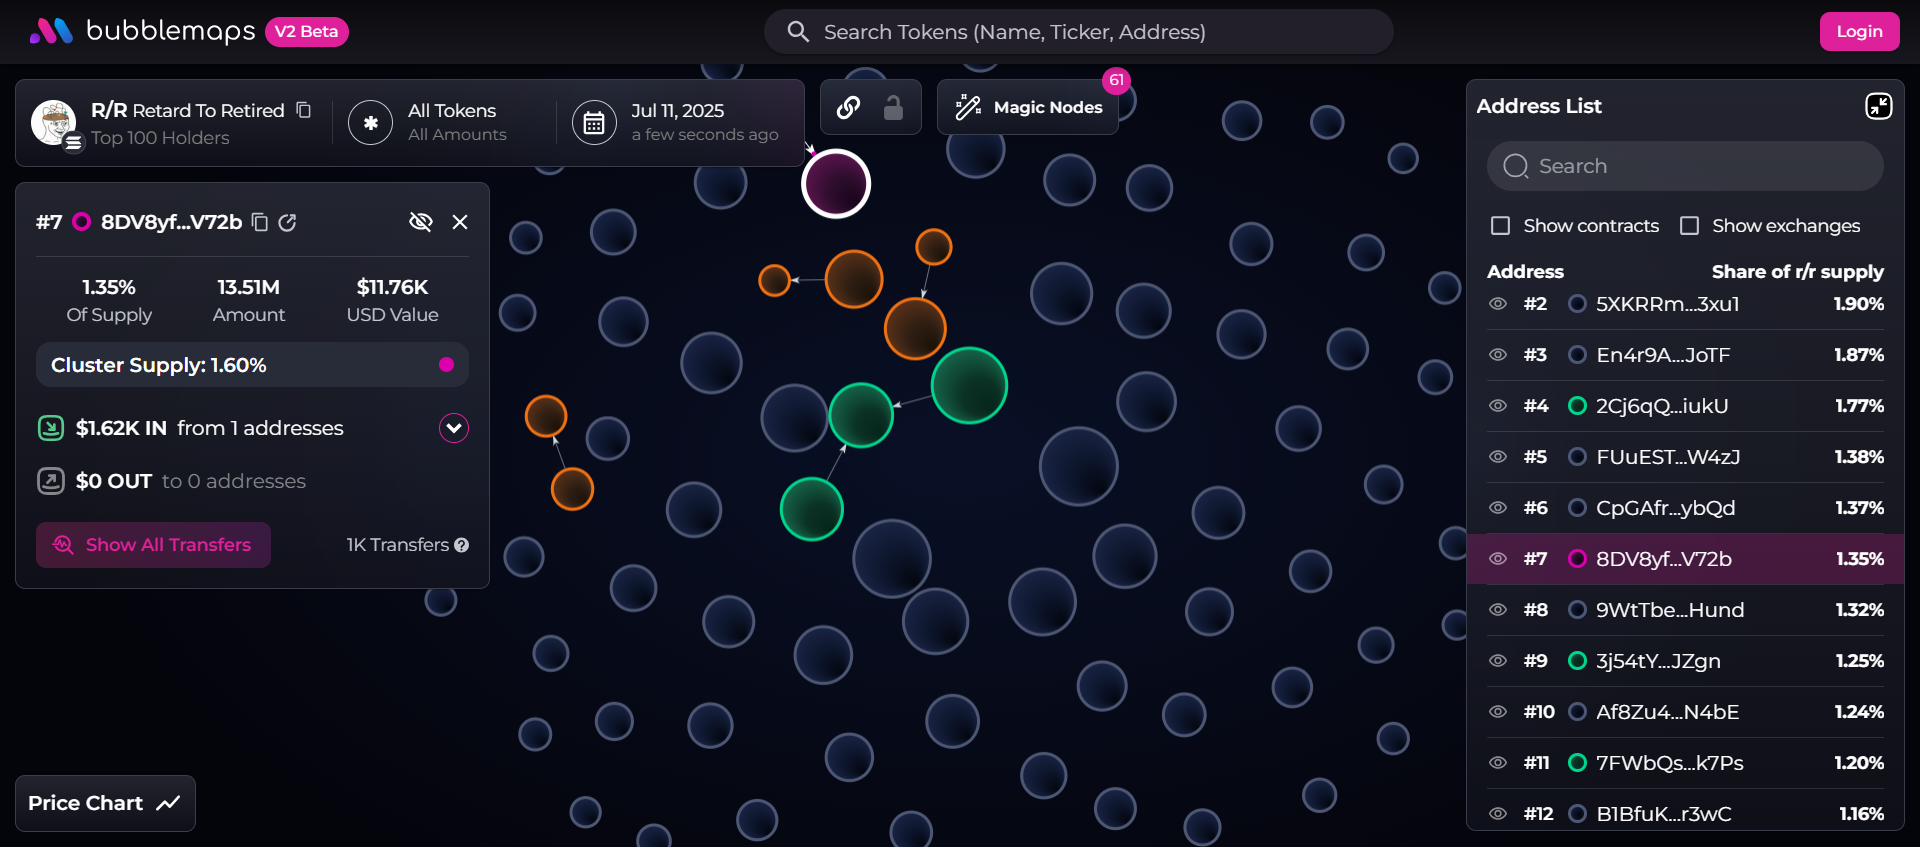 bubblemaps V2 Beta
Search Tokens (Name, Ticker, Address)
Login
R/R Retard To Retired
Top 100 Holders
All Tokens
All Amounts
Jul 11, 2025
a few seconds ago
Magic Nodes
61
#7 8DV8yf...V72b
1.35% 13.51M $11.76K
Of Supply Amount USD Value
Cluster Supply: 1.60%
$1.62K IN from 1 addresses
$0 OUT to 0 addresses
Show All Transfers 1K Transfers ?
Price Chart
Address List
Search
Show contracts Show exchanges
Address Share of r/r supply
#2 5XKRRm...3xu1 1.90%
#3 En4r9A...JoTF 1.87%
#4 2Cj6qQ...iukU 1.77%
#5 FUuEST...W4zJ 1.38%
#6 CpGAfr...ybQd 1.37%
#7 8DV8yf...V72b 1.35%
#8 9WtTbe...Hund 1.32%
#9 3j54tY...JZgn 1.25%
#10 Af8Zu4...N4bE 1.24%
#11 7FWbQs...k7Ps 1.20%
#12 B1BfuK...r3wC 1.16%